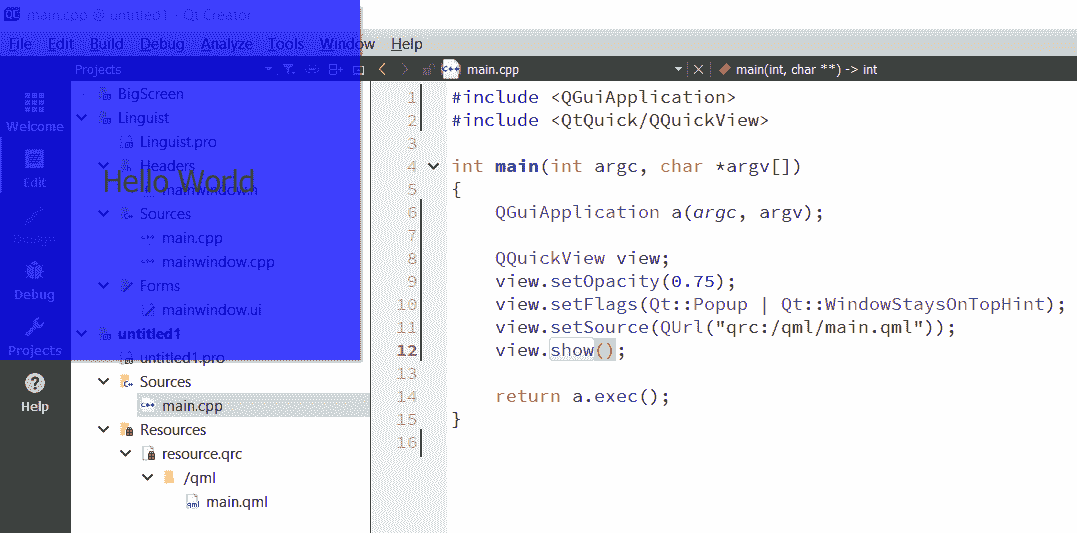 main.cpp @ untitled1 - Qt Creator
File Edit Build Debug Analyze Tools Window Help
Projects
main.cpp
main(int, char **) -> int
Welcome
Edit
Design
Debug
Projects
Help
BigScreen
Linguist
Linguist.pro
Headers
mainwindow.h
Hello World
Sources
main.cpp
mainwindow.cpp
Forms
mainwindow.ui
untitled1
untitled1.pro
Sources
main.cpp
Resources
resource.qrc
/qml
main.qml
1 #include <QGuiApplication>
2 #include <QtQuick/QQuickView>
3
4 int main(int argc, char *argv[])
5 {
6 QGuiApplication a(argc, argv);
7
8 QQuickView view;
9 view.setOpacity(0.75);
10 view.setFlags(Qt::Popup | Qt::WindowStaysOnTopHint);
11 view.setSource(QUrl("qrc:/qml/main.qml"));
12 view.show();
13
14 return a.exec();
15 }
16